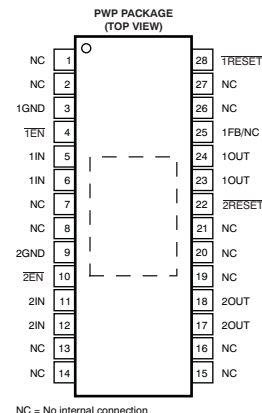 PWP PACKAGE
(TOP VIEW)
NC 1 28 1RESET
NC 2 27 NC
1GND 3 26 NC
1EN 4 25 1FB/NC
1IN 5 24 1OUT
1IN 6 23 1OUT
NC 7 22 2RESET
NC 8 21 NC
2GND 9 20 NC
2EN 10 19 NC
2IN 11 18 2OUT
2IN 12 17 2OUT
NC 13 16 NC
NC 14 15 NC
NC = No internal connection